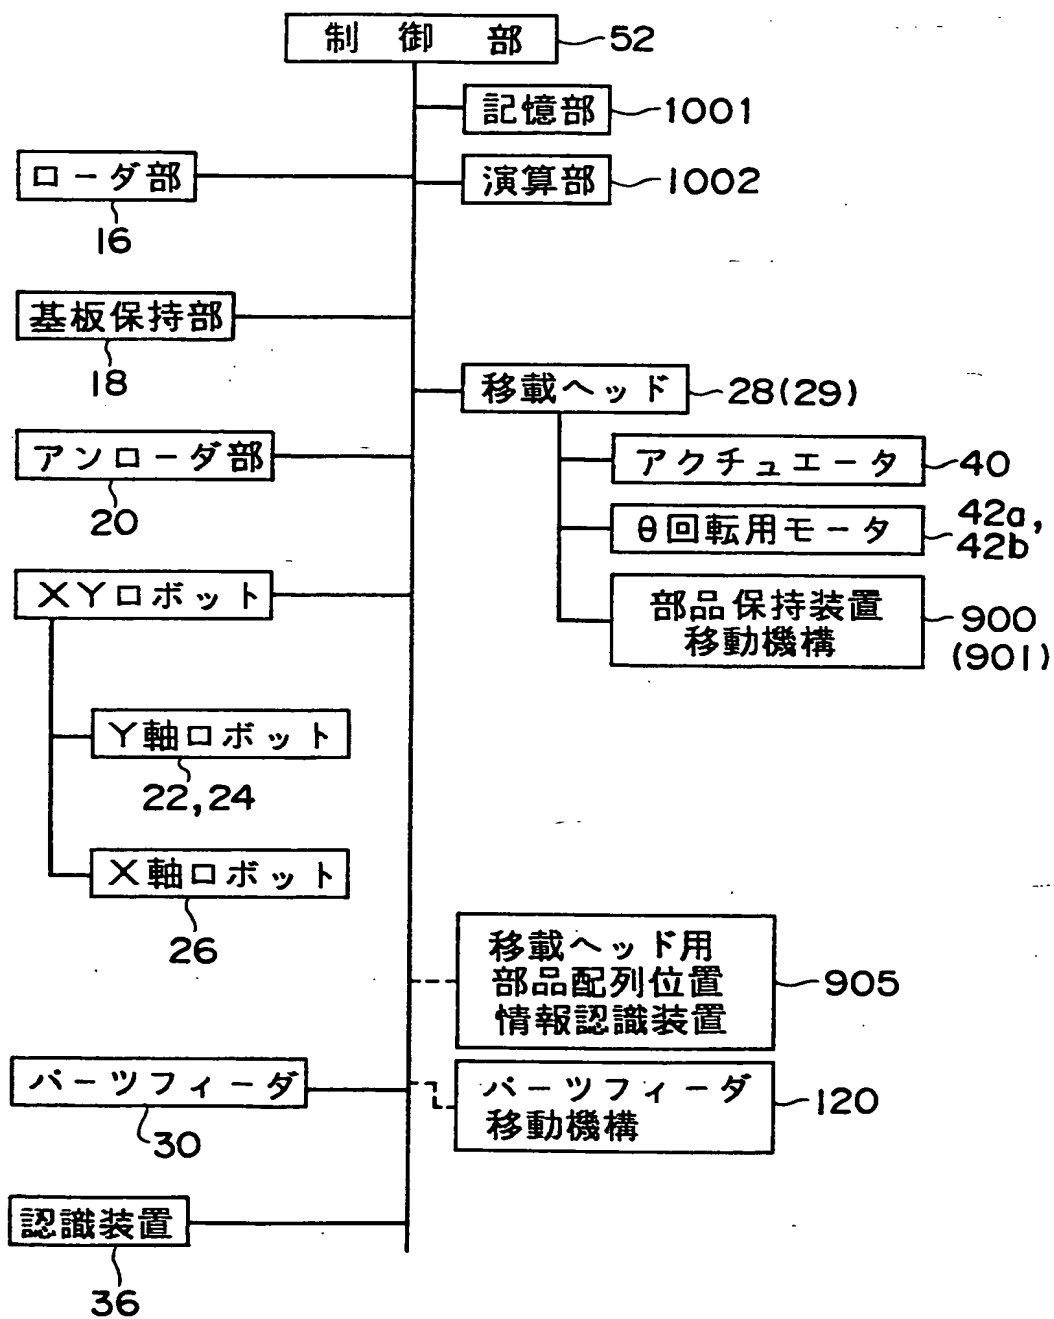 制御部
52
記憶部
1001
ローダ部
16
演算部
1002
基板保持部
18
移載ヘッド
28(29)
アンローダ部
20
アクチュエータ
40
θ回転用モータ
42a,
42b
XYロボット
部品保持装置
移動機構
900
(901)
Y軸ロボット
22,24
X軸ロボット
26
移載ヘッド用
部品配列位置
情報認識装置
905
パーツフィーダ
30
パーツフィーダ
移動機構
120
認識装置
36